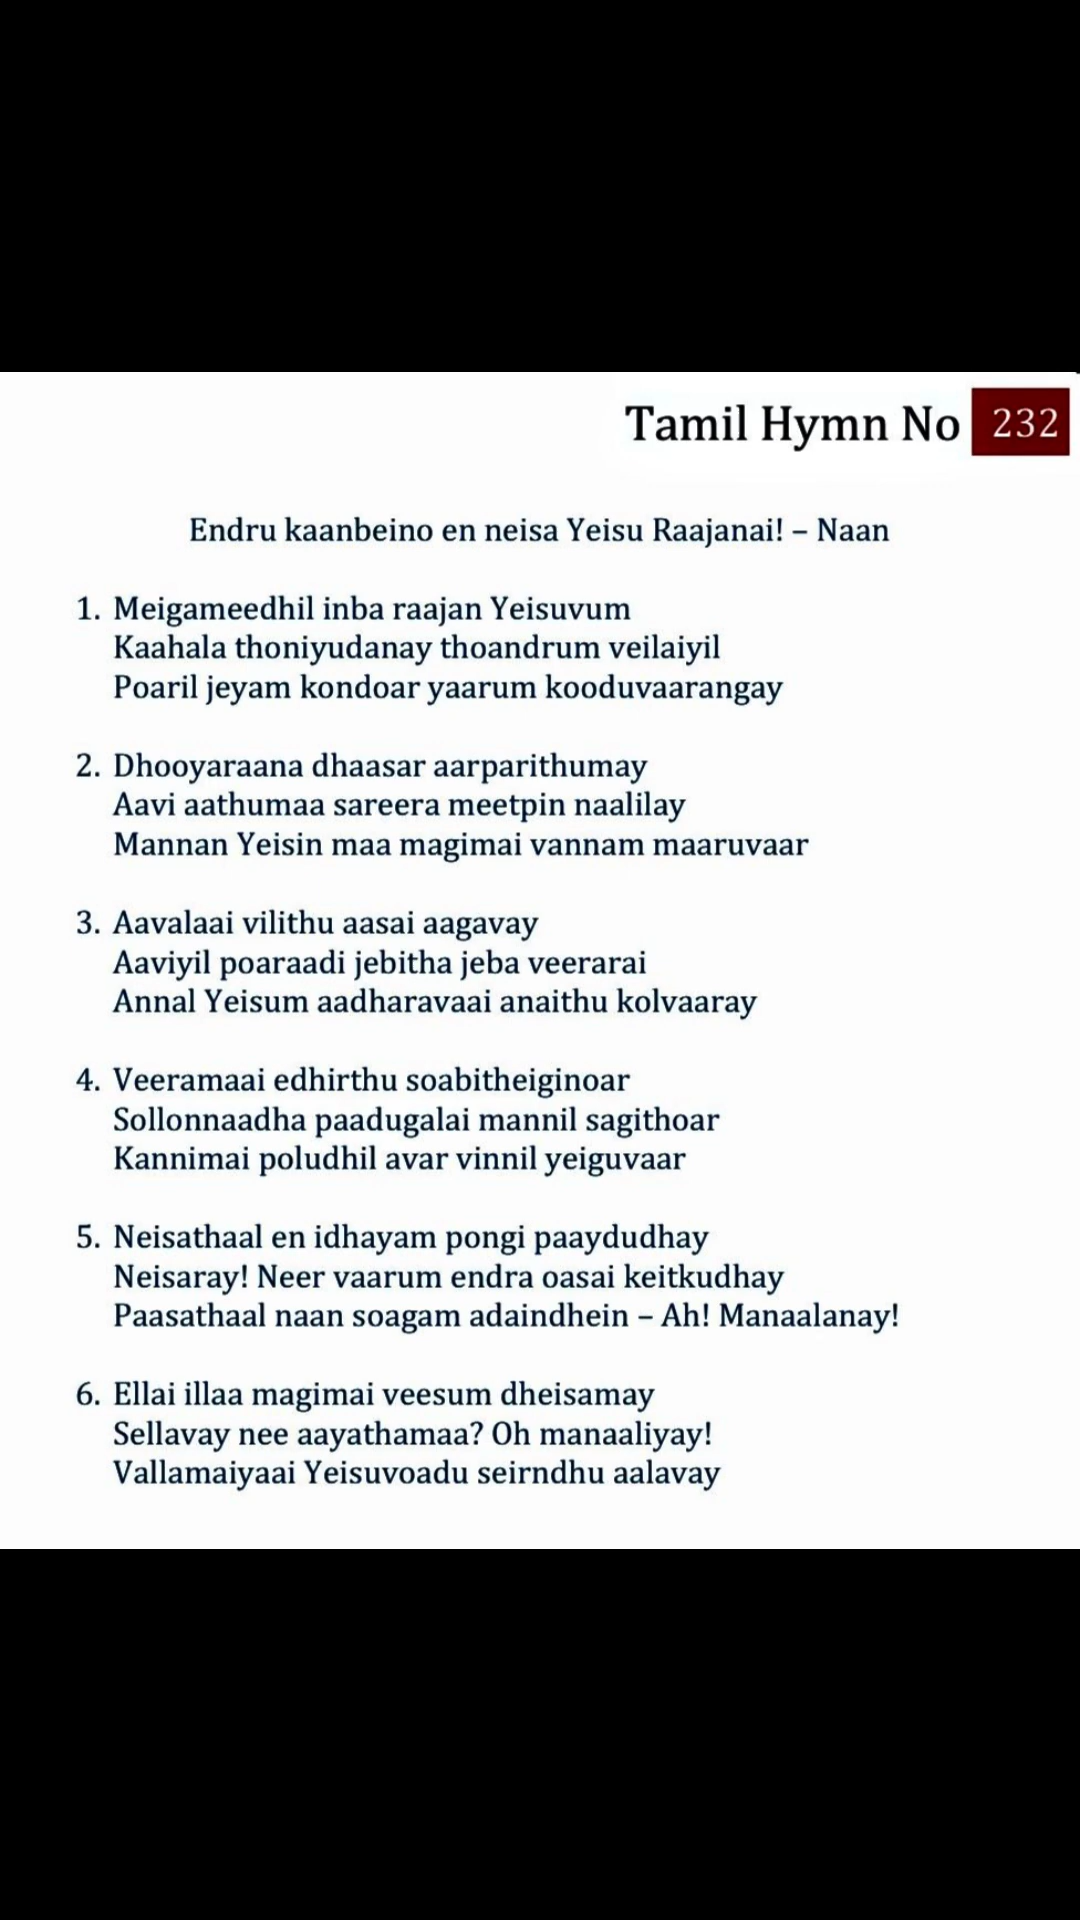 Tamil Hymn No 232
Endru kaanbeino en neisa Yeisu Raajanai! – Naan
1. Meigameedhil inba raajan Yeisuvum
Kaahala thoniyudanay thoandrum veilaiyil
Poaril jeyam kondoar yaarum kooduvaarangay
2. Dhooyaraana dhaasar aarparithumay
Aavi aathumaa sareera meetpin naalilay
Mannan Yeisin maa magimai vannam maaruvaar
3. Aavalaai vilithu aasai aagavay
Aaviyil poaraadi jebitha jeba veerarai
Annal Yeisum aadharavaai anaithu kolvaaray
4. Veeramaai edhirthu soabitheiginoar
Sollonnaadha paadugalai mannil sagithoar
Kannimai poludhil avar vinnil yeiguvaar
5. Neisathaal en idhayam pongi paaydudhay
Neisaray! Neer vaarum endra oasai keitkudhay
Paasathaal naan soagam adaindhein – Ah! Manaalanay!
6. Ellai illaa magimai veesum dheisamay
Sellavay nee aayathamaa? Oh manaaliyay!
Vallamaiyaai Yeisuvoadu seirndhu aalavay